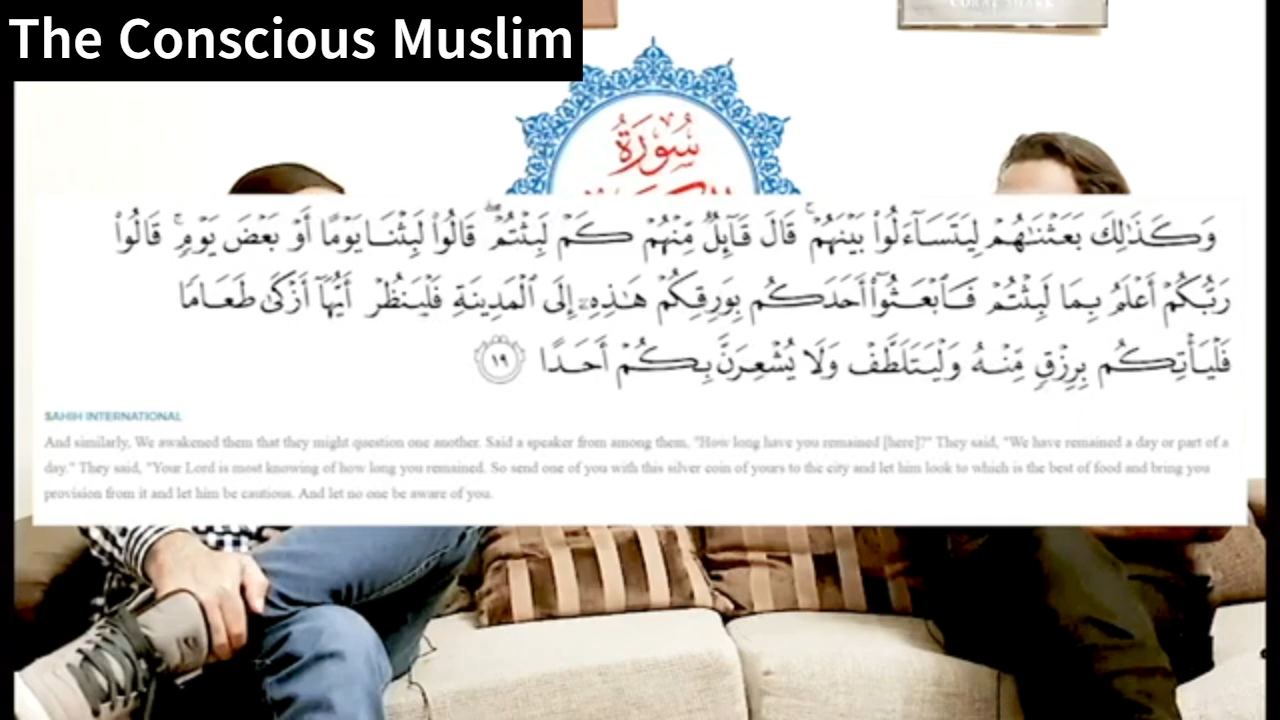 The Conscious Muslim
CORAL SHARK
سُورَةُ
وَكَذَٰلِكَ بَعَثْنَٰهُمْ لِيَتَسَآءَلُوا۟ بَيْنَهُمْ ۚ قَالَ قَآئِلٌ مِّنْهُمْ كَمْ لَبِثْتُمْ ۖ قَالُوا۟ لَبِثْنَا يَوْمًا أَوْ بَعْضَ يَوْمٍ ۚ قَالُوا۟
رَبُّكُمْ أَعْلَمُ بِمَا لَبِثْتُمْ فَٱبْعَثُوٓا۟ أَحَدَكُم بِوَرِقِكُمْ هَٰذِهِۦٓ إِلَى ٱلْمَدِينَةِ فَلْيَنظُرْ أَيُّهَآ أَزْكَىٰ طَعَامًا
فَلْيَأْتِكُم بِرِزْقٍ مِّنْهُ وَلْيَتَلَطَّفْ وَلَا يُشْعِرَنَّ بِكُمْ أَحَدًا ١٩
SAHIH INTERNATIONAL
And similarly, We awakened them that they might question one another. Said a speaker from among them, "How long have you remained [here]?" They said, "We have remained a day or part of a
day." They said, "Your Lord is most knowing of how long you remained. So send one of you with this silver coin of yours to the city and let him look to which is the best of food and bring you
provision from it and let him be cautious. And let no one be aware of you.